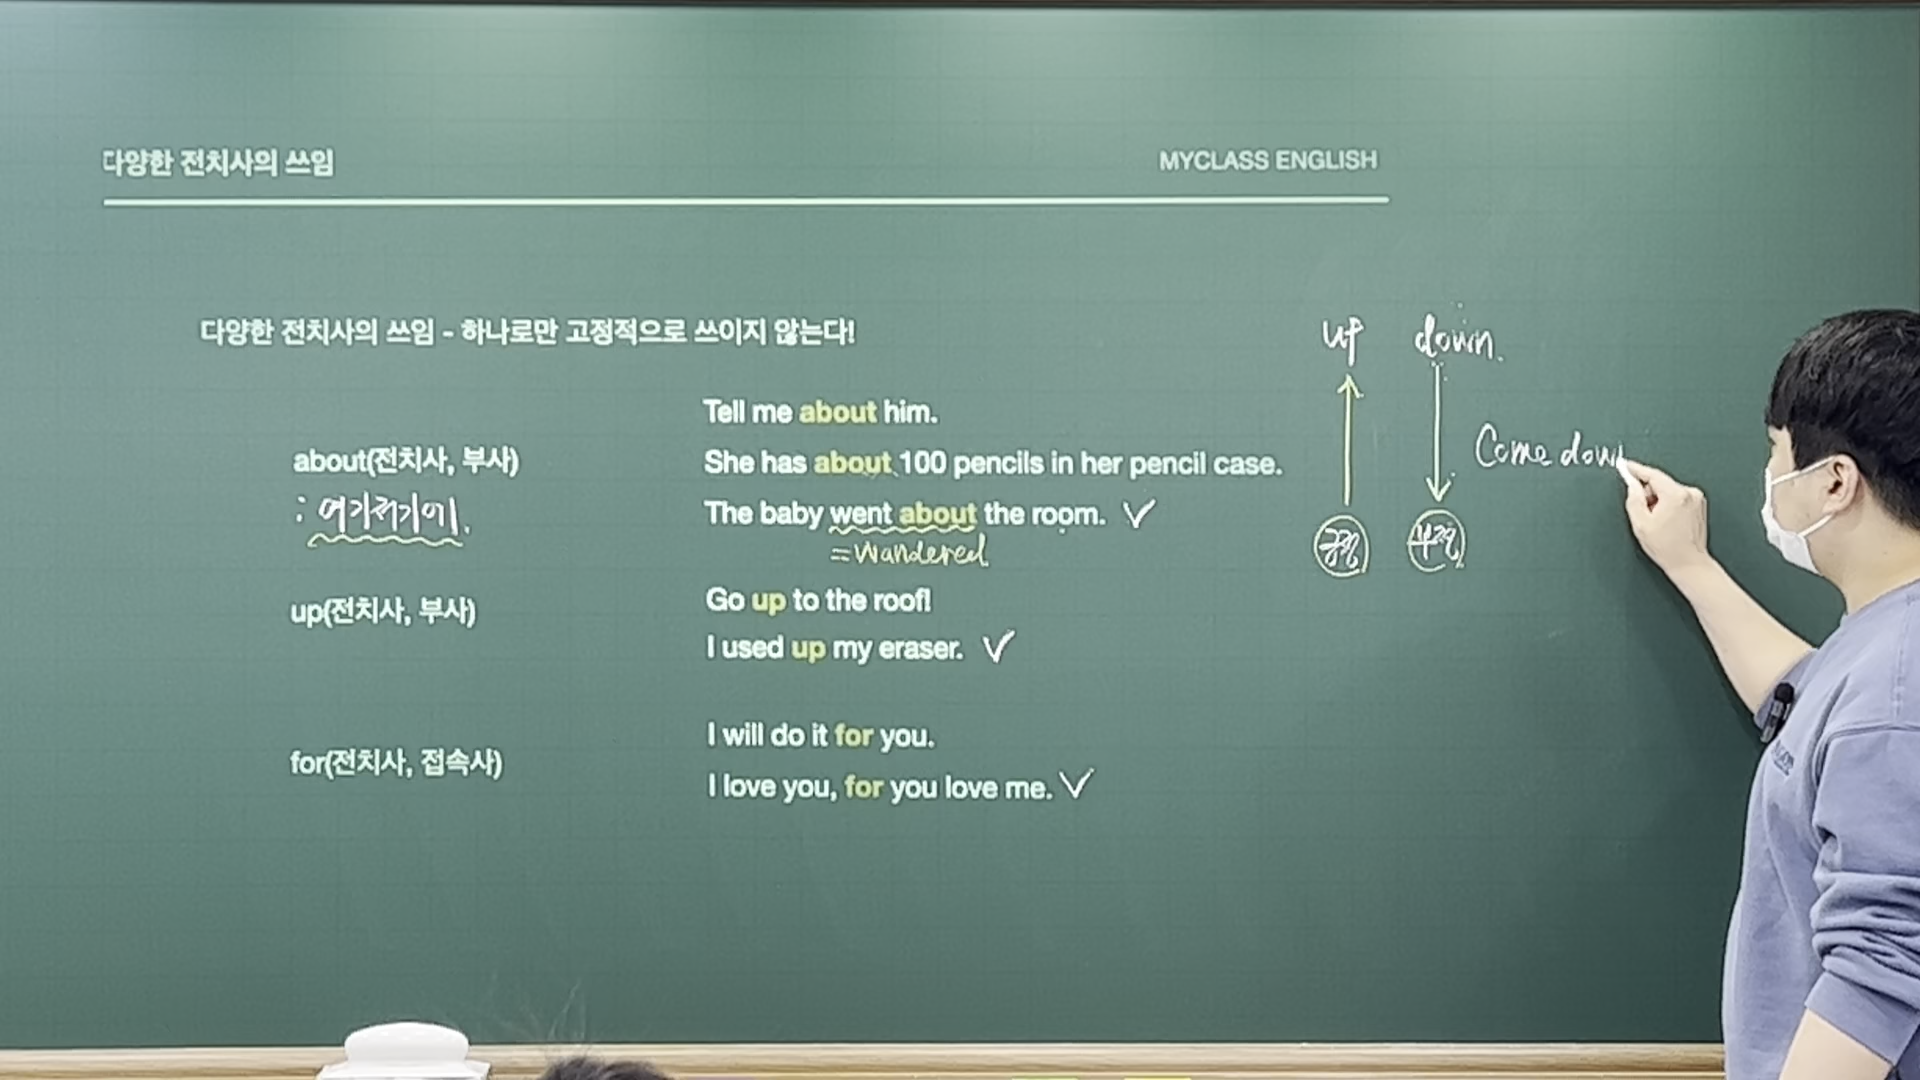 다양한 전치사의 쓰임
MYCLASS ENGLISH
다양한 전치사의 쓰임 - 하나로만 고정적으로 쓰이지 않는다!
about(전치사, 부사)
: 여기저기에.
Tell me about him.
She has about 100 pencils in her pencil case.
The baby went about the room. ✓
=wandered
up(전치사, 부사)
Go up to the roof!
I used up my eraser. ✓
for(전치사, 접속사)
I will do it for you.
I love you, for you love me. ✓
up down.
긍정 부정
Come down